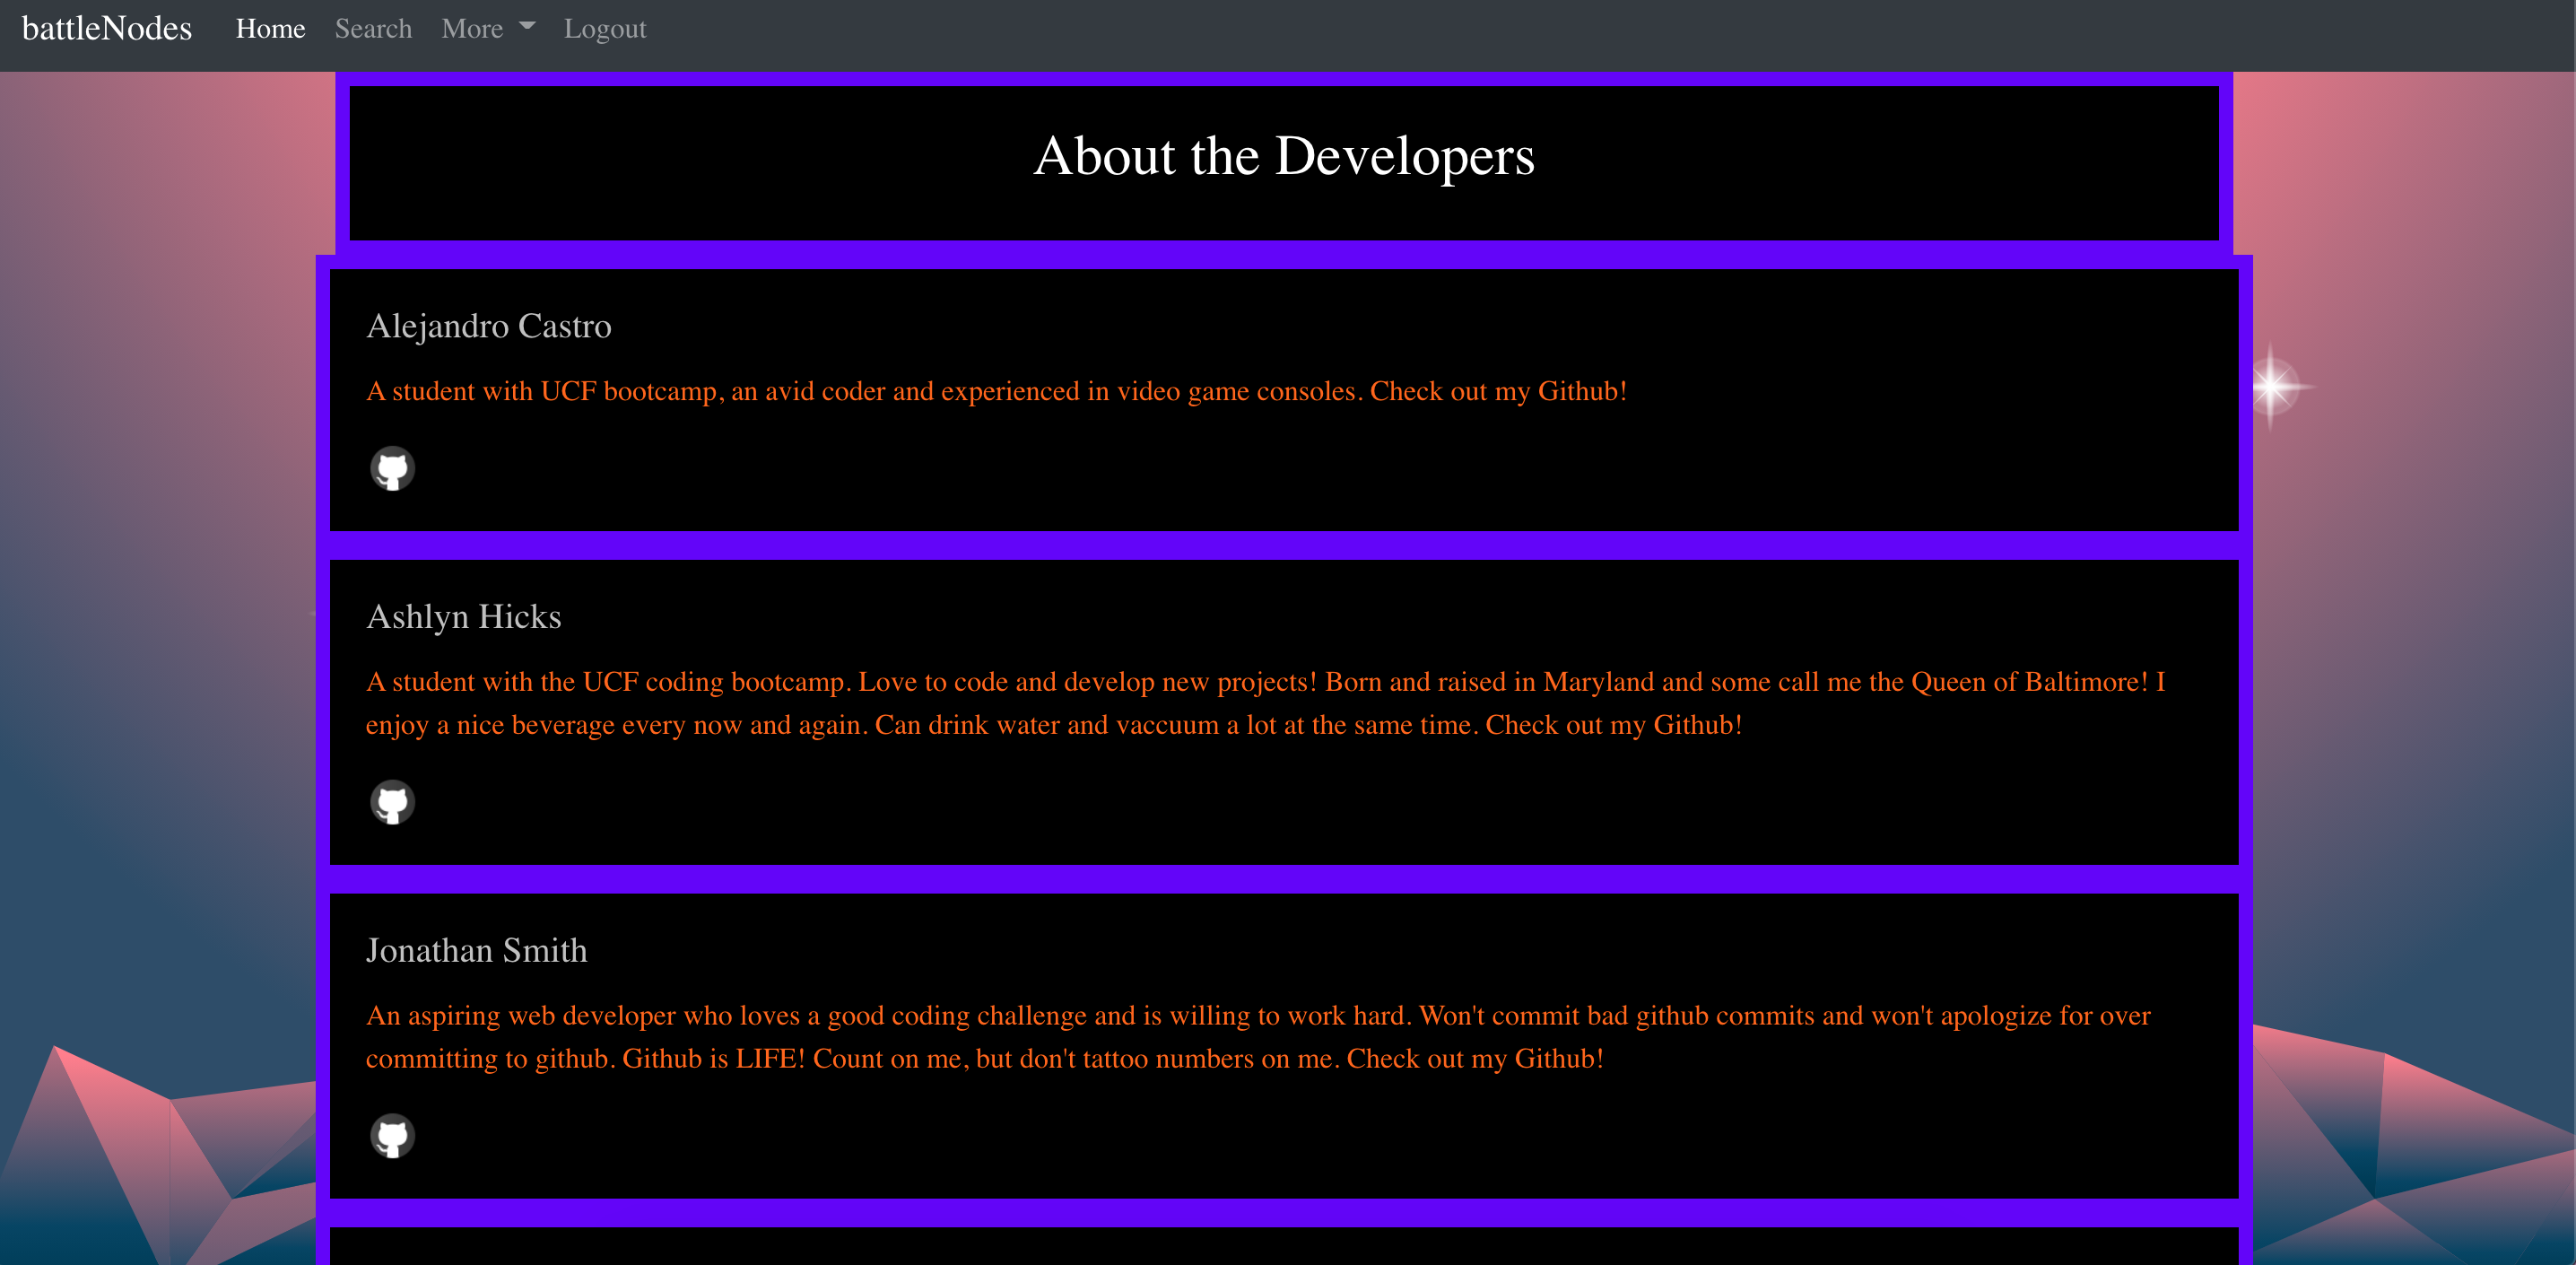 battleNodes Home Search More Logout
About the Developers
Alejandro Castro
A student with UCF bootcamp, an avid coder and experienced in video game consoles. Check out my Github!
Ashlyn Hicks
A student with the UCF coding bootcamp. Love to code and develop new projects! Born and raised in Maryland and some call me the Queen of Baltimore! I
enjoy a nice beverage every now and again. Can drink water and vaccuum a lot at the same time. Check out my Github!
Jonathan Smith
An aspiring web developer who loves a good coding challenge and is willing to work hard. Won't commit bad github commits and won't apologize for over
committing to github. Github is LIFE! Count on me, but don't tattoo numbers on me. Check out my Github!